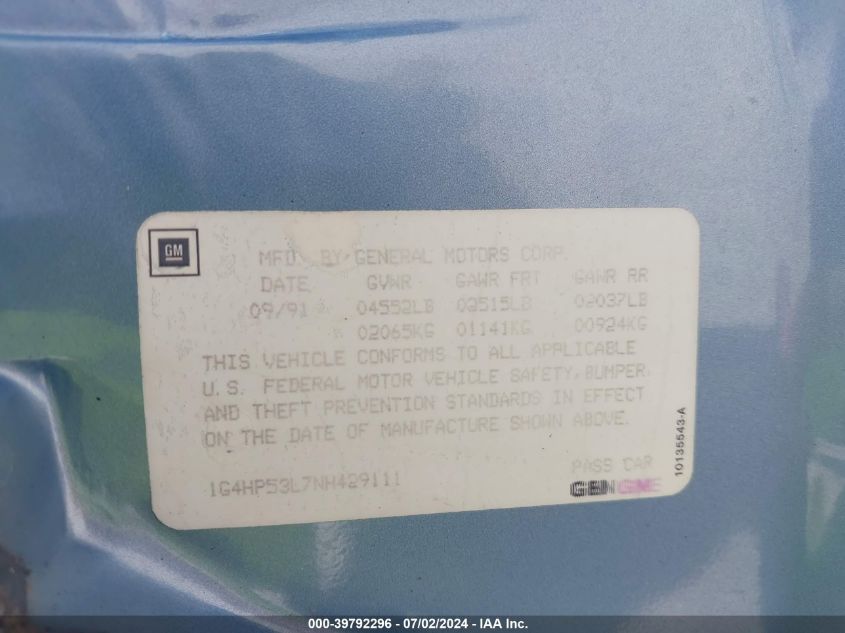 GM
MFD. BY GENERAL MOTORS CORP.
DATE GVWR GAWR FRT GAWR RR
09/91 04552LB 02515LB 02037LB
02065KG 01141KG 00924KG
THIS VEHICLE CONFORMS TO ALL APPLICABLE
U.S. FEDERAL MOTOR VEHICLE SAFETY, BUMPER,
AND THEFT PREVENTION STANDARDS IN EFFECT
ON THE DATE OF MANUFACTURE SHOWN ABOVE.
PASS CAR
1G4HP53L7NH429111
10135543-A
000-39792296 - 07/02/2024 - IAA Inc.